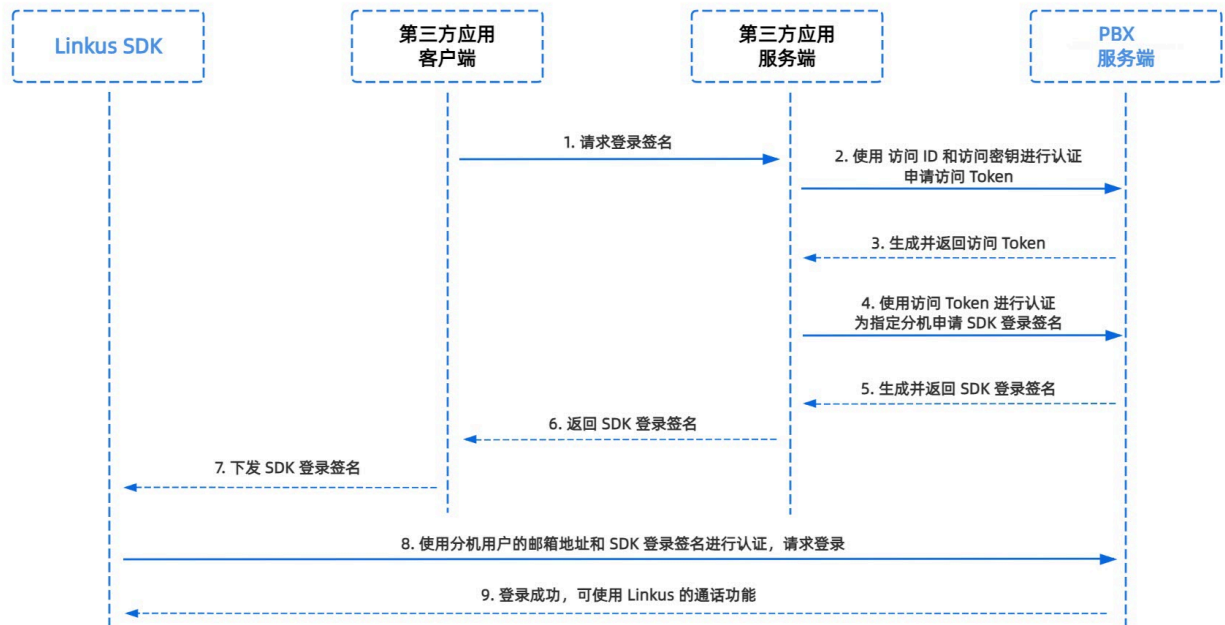 Linkus SDK
第三方应用
客户端
第三方应用
服务端
PBX
服务端
1. 请求登录签名
2. 使用 访问 ID 和访问密钥进行认证
申请访问 Token
3. 生成并返回访问 Token
4. 使用访问 Token 进行认证
为指定分机申请 SDK 登录签名
5. 生成并返回 SDK 登录签名
6. 返回 SDK 登录签名
7. 下发 SDK 登录签名
8. 使用分机用户的邮箱地址和 SDK 登录签名进行认证，请求登录
9. 登录成功，可使用 Linkus 的通话功能